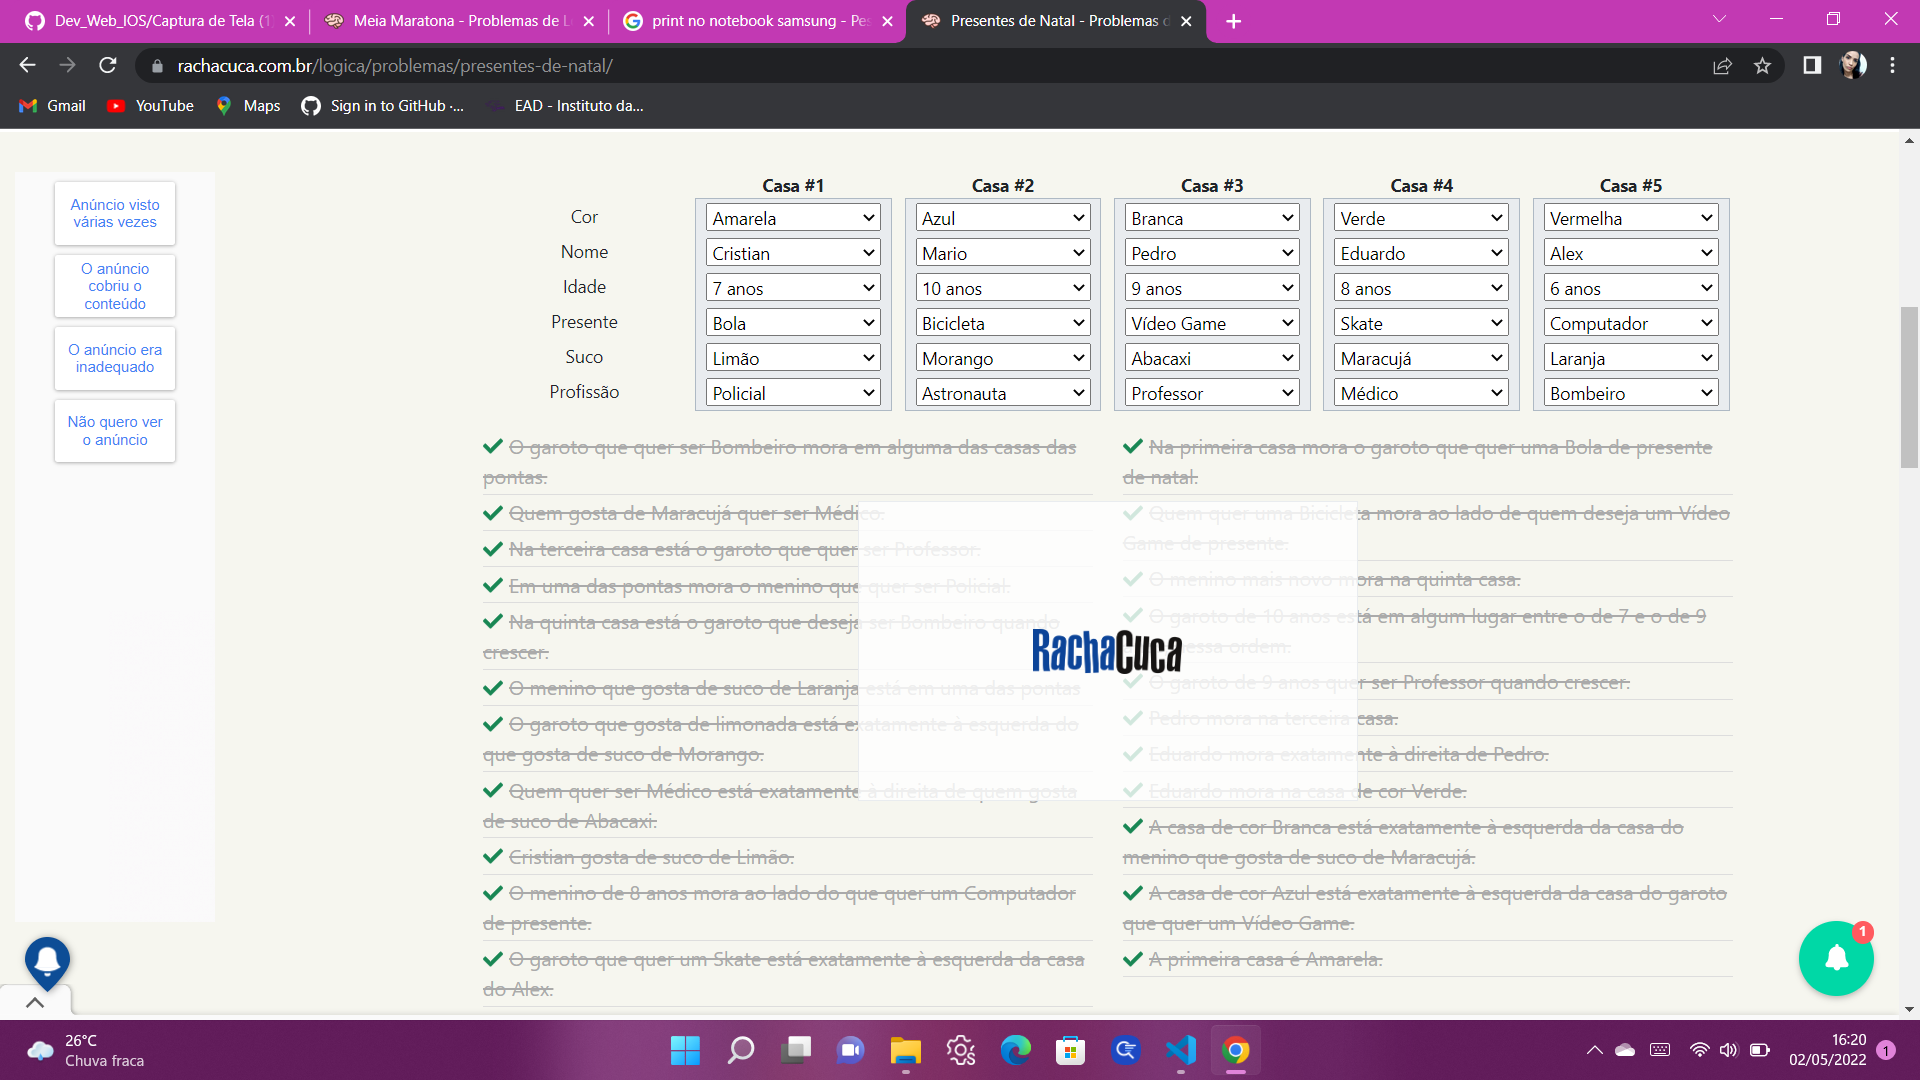 Dev_Web_IOS/Captura de Tela (1
Meia Maratona - Problemas de L
print no notebook samsung - Pes
Presentes de Natal - Problemas d
rachacuca.com.br/logica/problemas/presentes-de-natal/
Gmail
YouTube
Maps
Sign in to GitHub ·...
EAD - Instituto da...
Anúncio visto
várias vezes
O anúncio
cobriu o
conteúdo
O anúncio era
inadequado
Não quero ver
o anúncio
Casa #1 Casa #2 Casa #3 Casa #4 Casa #5
Cor Amarela Azul Branca Verde Vermelha
Nome Cristian Mario Pedro Eduardo Alex
Idade 7 anos 10 anos 9 anos 8 anos 6 anos
Presente Bola Bicicleta Vídeo Game Skate Computador
Suco Limão Morango Abacaxi Maracujá Laranja
Profissão Policial Astronauta Professor Médico Bombeiro
O garoto que quer ser Bombeiro mora em alguma das casas das
pontas.
Quem gosta de Maracujá quer ser Médico.
Na terceira casa está o garoto que quer ser Professor.
Em uma das pontas mora o menino que quer ser Policial.
Na quinta casa está o garoto que deseja ser Bombeiro quando
crescer.
O menino que gosta de suco de Laranja está em uma das pontas
O garoto que gosta de limonada está exatamente à esquerda do
que gosta de suco de Morango.
Quem quer ser Médico está exatamente à direita de quem gosta
de suco de Abacaxi.
Cristian gosta de suco de Limão.
O menino de 8 anos mora ao lado do que quer um Computador
de presente.
O garoto que quer um Skate está exatamente à esquerda da casa
do Alex.
Na primeira casa mora o garoto que quer uma Bola de presente
de natal.
Quem quer uma Bicicleta mora ao lado de quem deseja um Vídeo
Game de presente.
O menino mais novo mora na quinta casa.
O garoto de 10 anos está em algum lugar entre o de 7 e o de 9
essa ordem.
O garoto de 9 anos quer ser Professor quando crescer.
Pedro mora na terceira casa.
Eduardo mora exatamente à direita de Pedro.
Eduardo mora na casa de cor Verde.
A casa de cor Branca está exatamente à esquerda da casa do
menino que gosta de suco de Maracujá.
A casa de cor Azul está exatamente à esquerda da casa do garoto
que quer um Vídeo Game.
A primeira casa é Amarela.
RachaCuca
1
26°C
Chuva fraca
16:20
02/05/2022
1